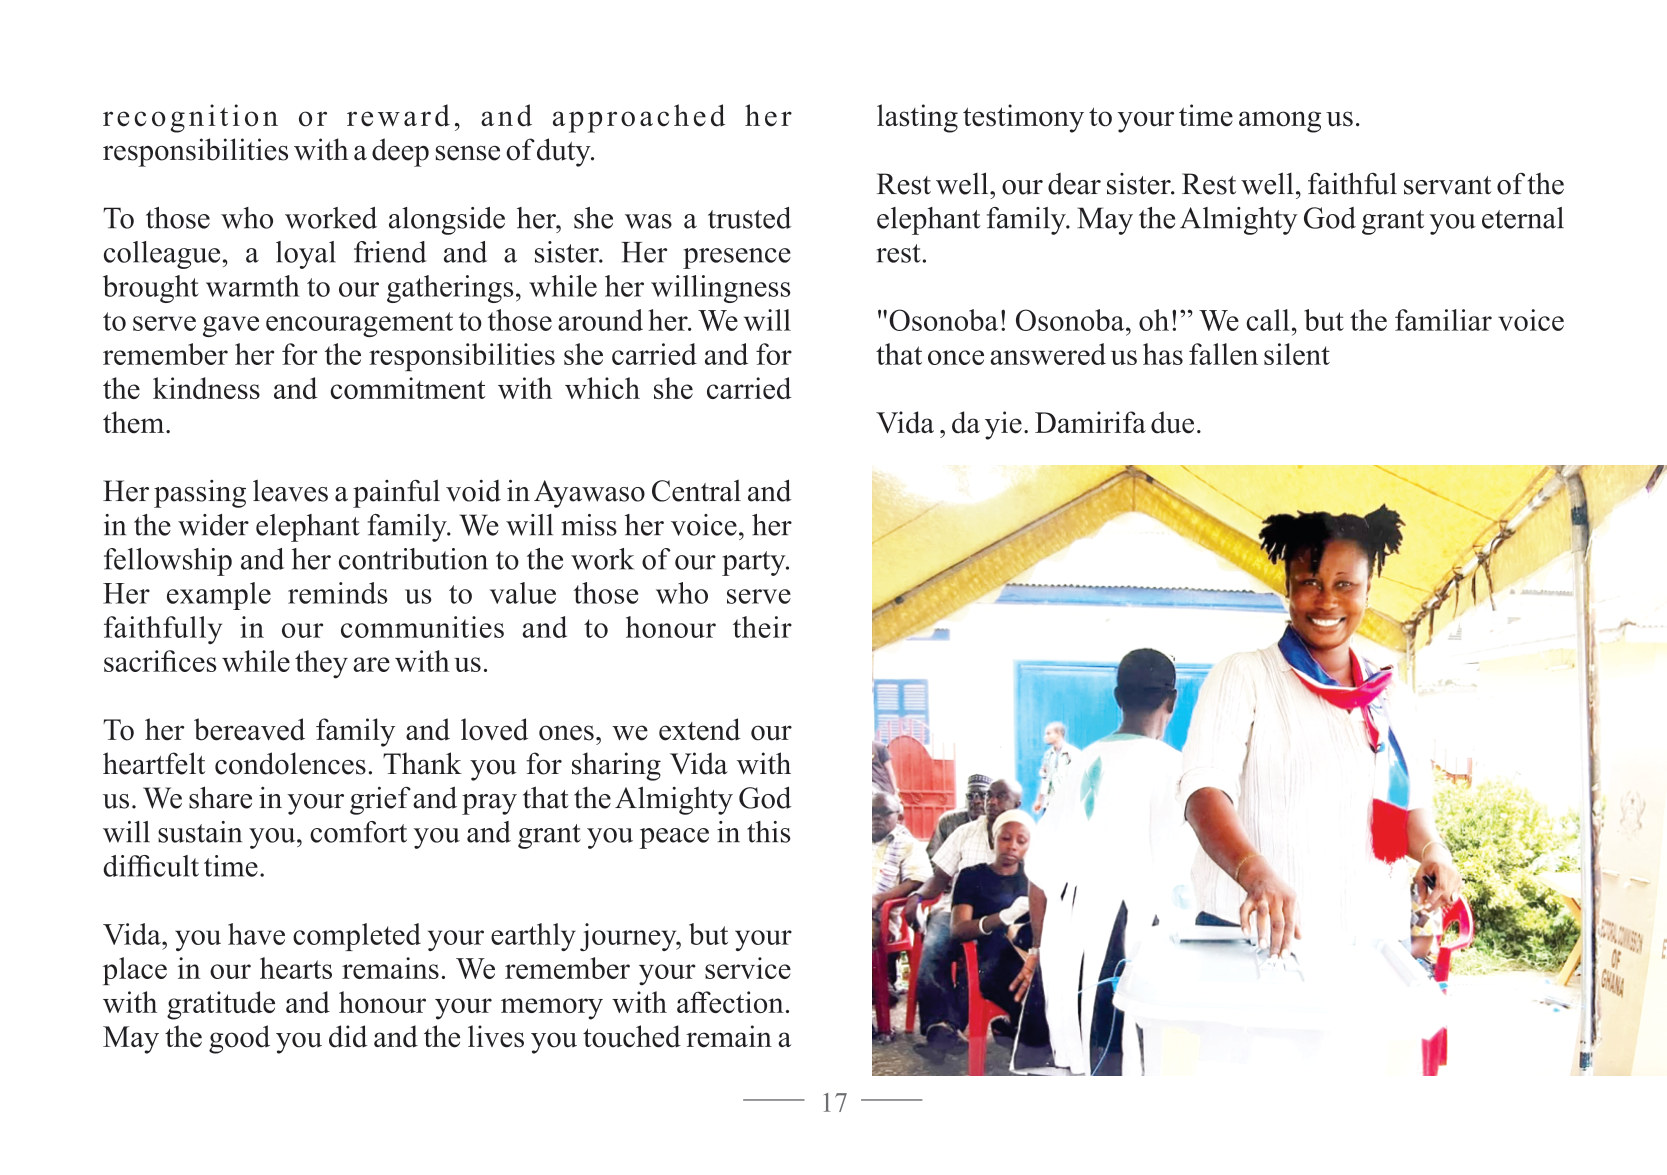 recognition or reward, and approached her
responsibilities with a deep sense of duty.
To those who worked alongside her, she was a trusted
colleague, a loyal friend and a sister. Her presence
brought warmth to our gatherings, while her willingness
to serve gave encouragement to those around her. We will
remember her for the responsibilities she carried and for
the kindness and commitment with which she carried
them.
Her passing leaves a painful void in Ayawaso Central and
in the wider elephant family. We will miss her voice, her
fellowship and her contribution to the work of our party.
Her example reminds us to value those who serve
faithfully in our communities and to honour their
sacrifices while they are with us.
To her bereaved family and loved ones, we extend our
heartfelt condolences. Thank you for sharing Vida with
us. We share in your grief and pray that the Almighty God
will sustain you, comfort you and grant you peace in this
difficult time.
Vida, you have completed your earthly journey, but your
place in our hearts remains. We remember your service
with gratitude and honour your memory with affection.
May the good you did and the lives you touched remain a
lasting testimony to your time among us.
Rest well, our dear sister. Rest well, faithful servant of the
elephant family. May the Almighty God grant you eternal
rest.
"Osonoba! Osonoba, oh!” We call, but the familiar voice
that once answered us has fallen silent
Vida , da yie. Damirifa due.
ELECTORAL COMMISSION
OF
GHANA
17